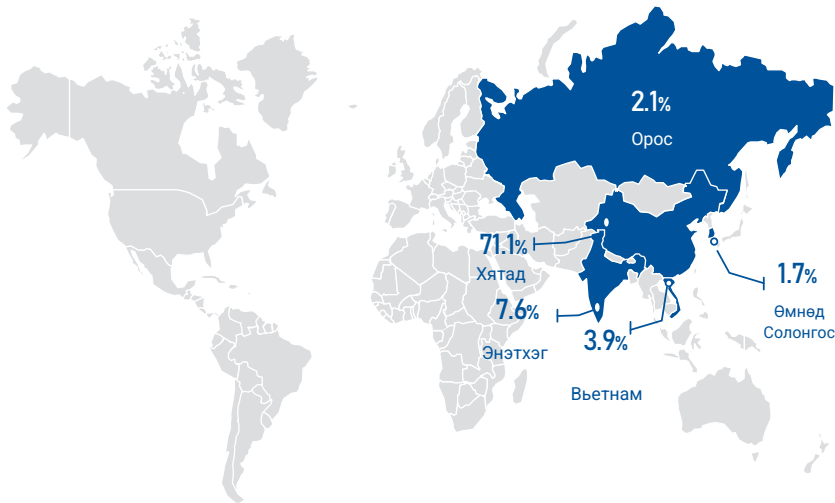 2.1%
Орос
71.1%
Хятад
7.6%
Энэтхэг
3.9%
Вьетнам
1.7%
Өмнөд
Солонгос